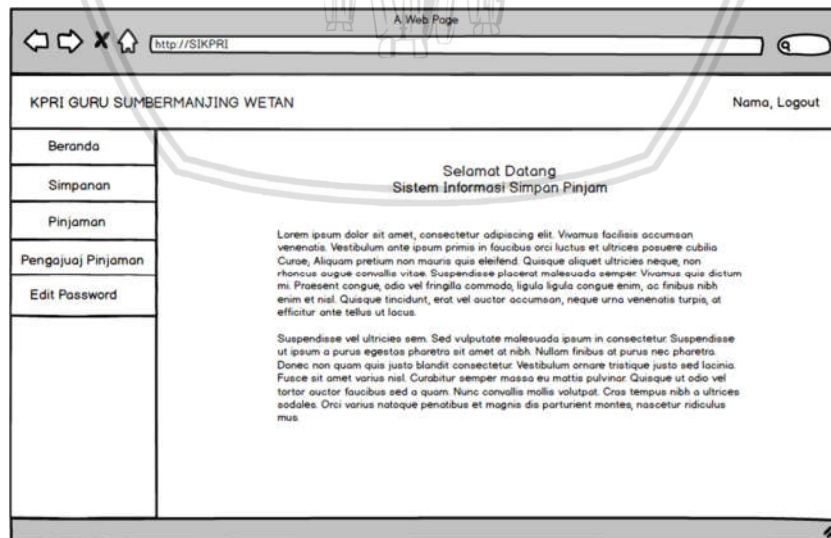 A Web Page
http://SIKPRI
KPRI GURU SUMBERMANJING WETAN
Nama, Logout
Beranda
Simpanan
Pinjaman
Pengajuaj Pinjaman
Edit Password
Selamat Datang
Sistem Informasi Simpan Pinjam
Lorem ipsum dolor sit amet, consectetur adipiscing elit. Vivamus facilisis accumsan
venenatis. Vestibulum ante ipsum primis in faucibus orci luctus et ultrices posuere cubilia
Curae; Aliquam pretium non mauris quis eleifend. Quisque aliquet ultricies neque, non
rhoncus augue convallis vitae. Suspendisse placerat malesuada semper. Vivamus quis dictum
mi. Praesent congue, odio vel fringilla commodo, ligula ligula congue enim, ac finibus nibh
enim et nisl. Quisque tincidunt, erat vel auctor accumsan, neque urna venenatis turpis, at
efficitur ante tellus ut lacus.
Suspendisse vel ultricies sem. Sed vulputate malesuada ipsum in consectetur. Suspendisse
ut ipsum a purus egestas pharetra sit amet at nibh. Nullam finibus at purus nec pharetra.
Donec non quam quis justo blandit consectetur. Vestibulum ornare tristique justo sed lacinia.
Fusce sit amet varius nisl. Curabitur semper massa eu mattis pulvinar. Quisque ut odio vel
tortor auctor faucibus sed a quam. Nunc convallis mollis volutpat. Cras tempus nibh a ultrices
sodales. Orci varius natoque penatibus et magnis dis parturient montes, nascetur ridiculus
mus.